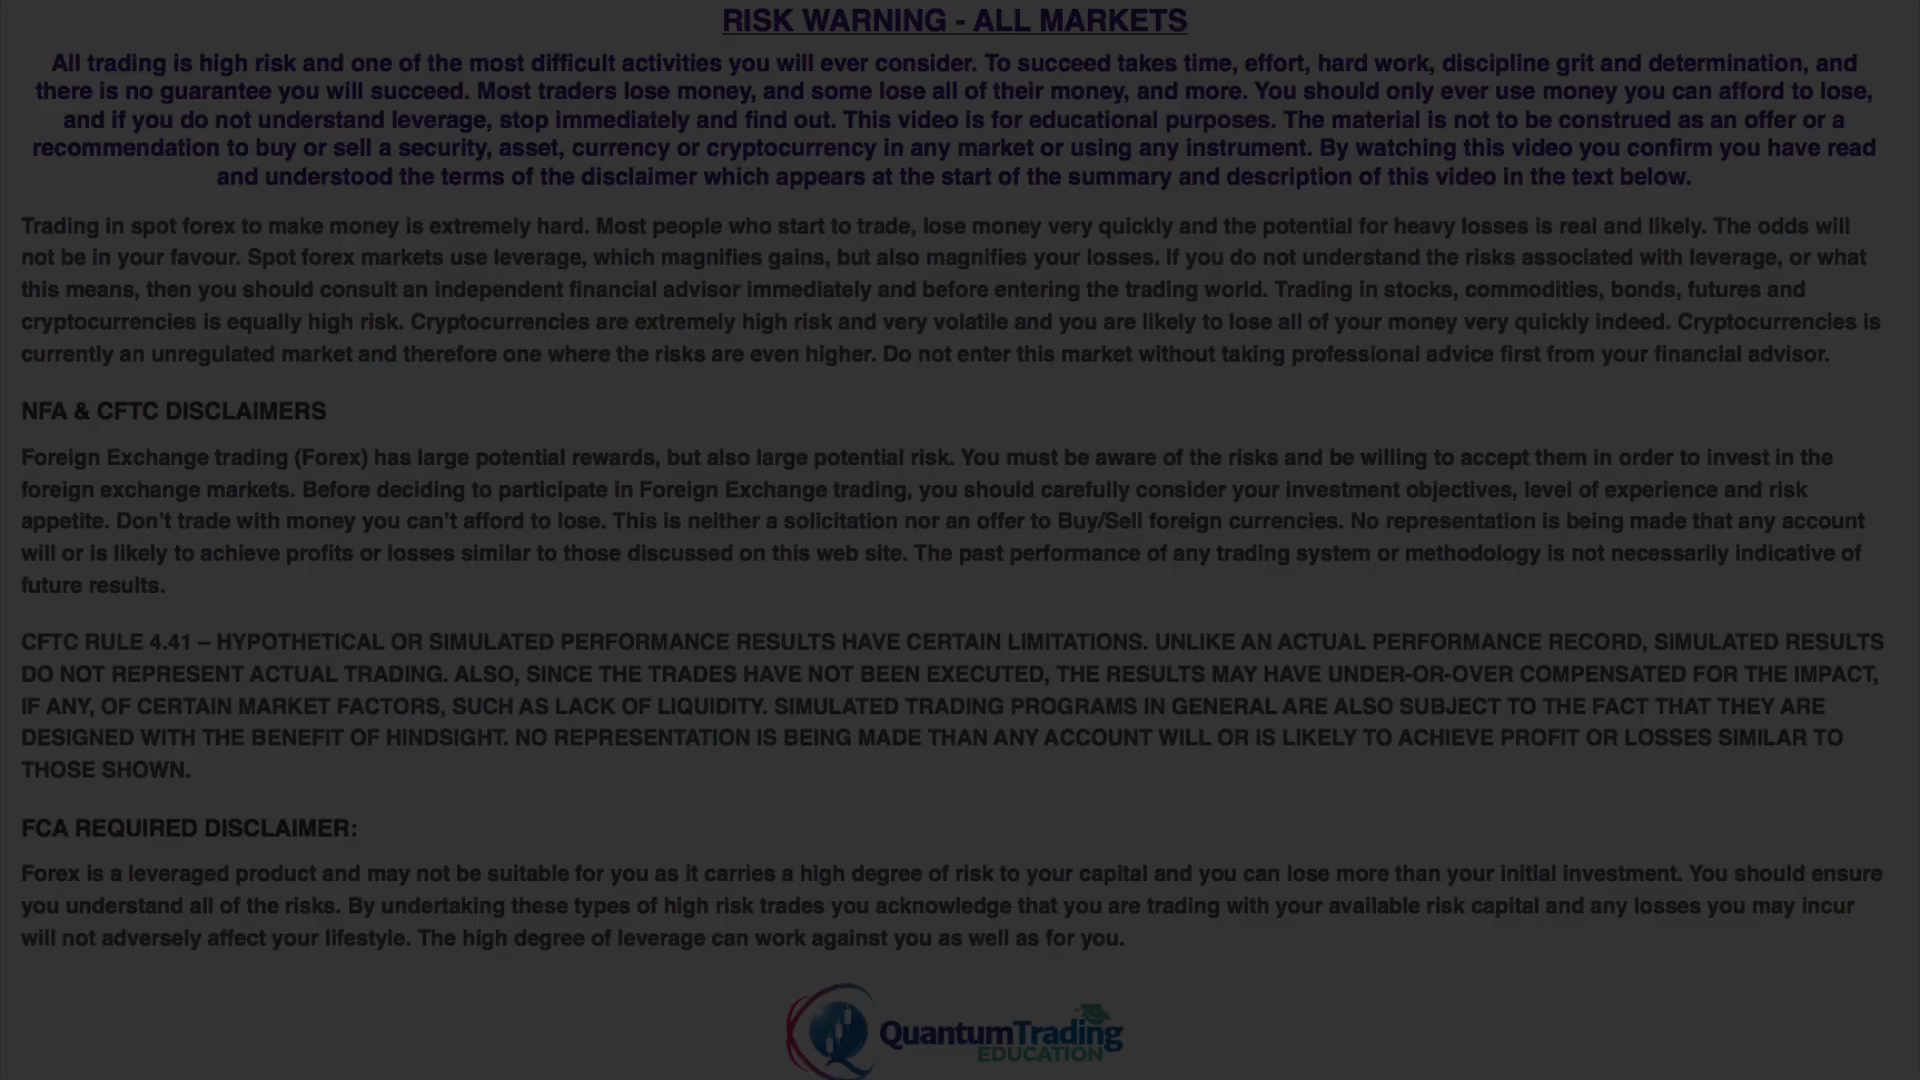 RISK WARNING - ALL MARKETS
All trading is high risk and one of the most difficult activities you will ever consider. To succeed takes time, effort, hard work, discipline grit and determination, and
there is no guarantee you will succeed. Most traders lose money, and some lose all of their money, and more. You should only ever use money you can afford to lose,
and if you do not understand leverage, stop immediately and find out. This video is for educational purposes. The material is not to be construed as an offer or a
recommendation to buy or sell a security, asset, currency or cryptocurrency in any market or using any instrument. By watching this video you confirm you have read
and understood the terms of the disclaimer which appears at the start of the summary and description of this video in the text below.
Trading in spot forex to make money is extremely hard. Most people who start to trade, lose money very quickly and the potential for heavy losses is real and likely. The odds will
not be in your favour. Spot forex markets use leverage, which magnifies gains, but also magnifies your losses. If you do not understand the risks associated with leverage, or what
this means, then you should consult an independent financial advisor immediately and before entering the trading world. Trading in stocks, commodities, bonds, futures and
cryptocurrencies is equally high risk. Cryptocurrencies are extremely high risk and very volatile and you are likely to lose all of your money very quickly indeed. Cryptocurrencies is
currently an unregulated market and therefore one where the risks are even higher. Do not enter this market without taking professional advice first from your financial advisor.
NFA & CFTC DISCLAIMERS
Foreign Exchange trading (Forex) has large potential rewards, but also large potential risk. You must be aware of the risks and be willing to accept them in order to invest in the
foreign exchange markets. Before deciding to participate in Foreign Exchange trading, you should carefully consider your investment objectives, level of experience and risk
appetite. Don’t trade with money you can’t afford to lose. This is neither a solicitation nor an offer to Buy/Sell foreign currencies. No representation is being made that any account
will or is likely to achieve profits or losses similar to those discussed on this web site. The past performance of any trading system or methodology is not necessarily indicative of
future results.
CFTC RULE 4.41 – HYPOTHETICAL OR SIMULATED PERFORMANCE RESULTS HAVE CERTAIN LIMITATIONS. UNLIKE AN ACTUAL PERFORMANCE RECORD, SIMULATED RESULTS
DO NOT REPRESENT ACTUAL TRADING. ALSO, SINCE THE TRADES HAVE NOT BEEN EXECUTED, THE RESULTS MAY HAVE UNDER-OR-OVER COMPENSATED FOR THE IMPACT,
IF ANY, OF CERTAIN MARKET FACTORS, SUCH AS LACK OF LIQUIDITY. SIMULATED TRADING PROGRAMS IN GENERAL ARE ALSO SUBJECT TO THE FACT THAT THEY ARE
DESIGNED WITH THE BENEFIT OF HINDSIGHT. NO REPRESENTATION IS BEING MADE THAN ANY ACCOUNT WILL OR IS LIKELY TO ACHIEVE PROFIT OR LOSSES SIMILAR TO
THOSE SHOWN.
FCA REQUIRED DISCLAIMER:
Forex is a leveraged product and may not be suitable for you as it carries a high degree of risk to your capital and you can lose more than your initial investment. You should ensure
you understand all of the risks. By undertaking these types of high risk trades you acknowledge that you are trading with your available risk capital and any losses you may incur
will not adversely affect your lifestyle. The high degree of leverage can work against you as well as for you.
QuantumTrading
EDUCATION